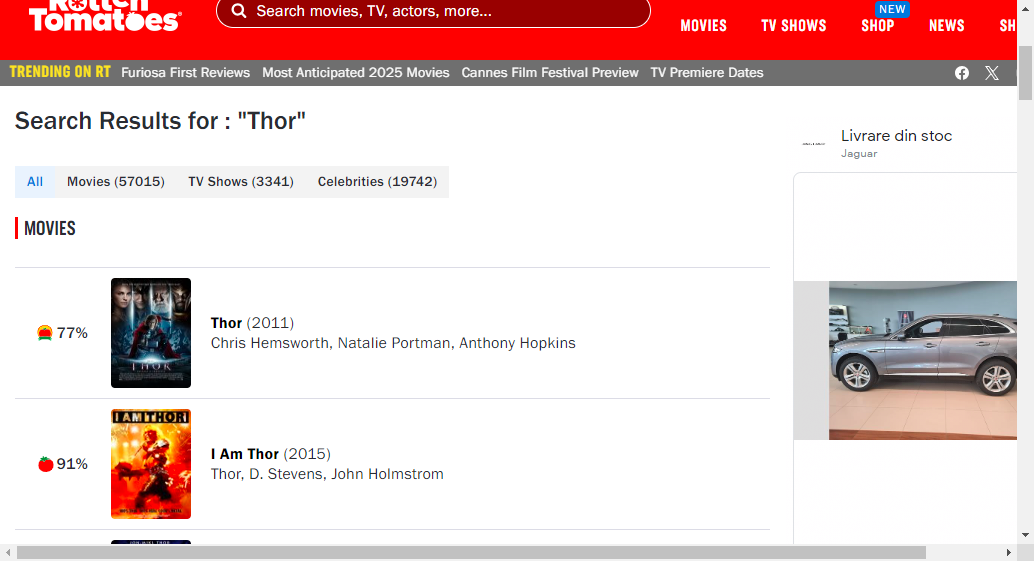 Rotten
Tomatoes
Search movies, TV, actors, more...
MOVIES
TV SHOWS
NEW
SHOP
NEWS
SH
TRENDING ON RT
Furiosa First Reviews
Most Anticipated 2025 Movies
Cannes Film Festival Preview
TV Premiere Dates
Search Results for : "Thor"
All
Movies (57015)
TV Shows (3341)
Celebrities (19742)
MOVIES
77%
THOR
Thor (2011)
Chris Hemsworth, Natalie Portman, Anthony Hopkins
91%
I AM THOR
I Am Thor (2015)
Thor, D. Stevens, John Holmstrom
Livrare din stoc
Jaguar